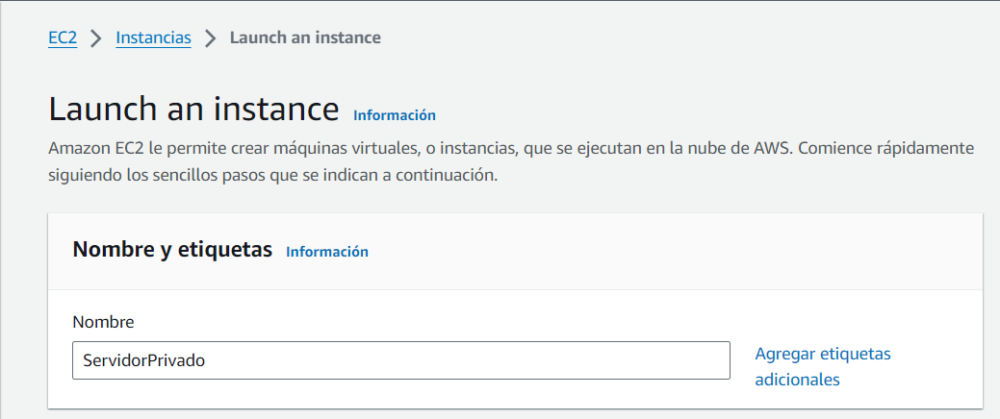 EC2 > Instancias > Launch an instance
Launch an instance Información
Amazon EC2 le permite crear máquinas virtuales, o instancias, que se ejecutan en la nube de AWS. Comience rápidamente
siguiendo los sencillos pasos que se indican a continuación.
Nombre y etiquetas Información
Nombre
ServidorPrivado
Agregar etiquetas
adicionales